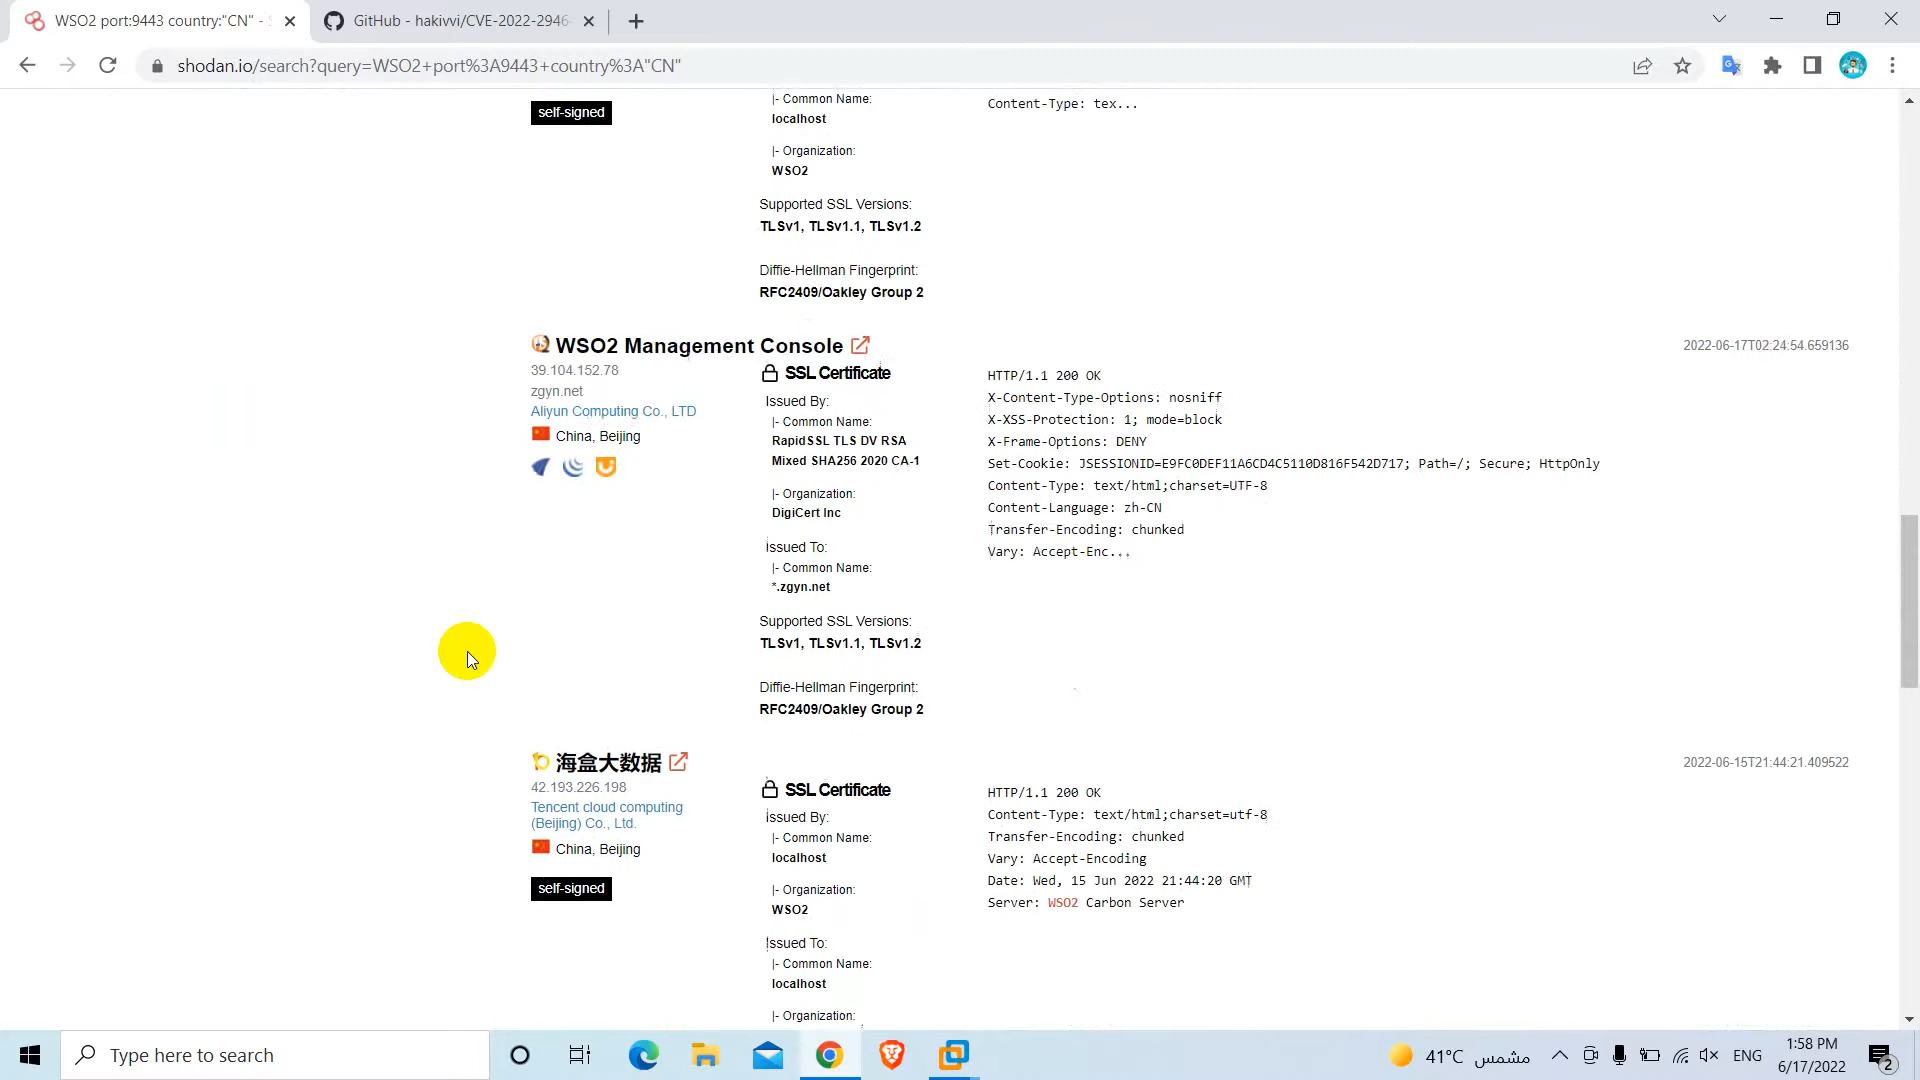 WSO2 port:9443 country:"CN" - S
GitHub - hakivvi/CVE-2022-2946
shodan.io/search?query=WSO2+port%3A9443+country%3A"CN"
self-signed
|- Common Name:
localhost
|- Organization:
WSO2
Supported SSL Versions:
TLSv1, TLSv1.1, TLSv1.2
Diffie-Hellman Fingerprint:
RFC2409/Oakley Group 2
Content-Type: tex...
WSO2 Management Console
2022-06-17T02:24:54.659136
39.104.152.78
zgyn.net
Aliyun Computing Co., LTD
China, Beijing
SSL Certificate
Issued By:
|- Common Name:
RapidSSL TLS DV RSA
Mixed SHA256 2020 CA-1
|- Organization:
DigiCert Inc
Issued To:
|- Common Name:
*.zgyn.net
Supported SSL Versions:
TLSv1, TLSv1.1, TLSv1.2
Diffie-Hellman Fingerprint:
RFC2409/Oakley Group 2
HTTP/1.1 200 OK
X-Content-Type-Options: nosniff
X-XSS-Protection: 1; mode=block
X-Frame-Options: DENY
Set-Cookie: JSESSIONID=E9FC0DEF11A6CD4C5110D816F542D717; Path=/; Secure; HttpOnly
Content-Type: text/html;charset=UTF-8
Content-Language: zh-CN
Transfer-Encoding: chunked
Vary: Accept-Enc...
海盒大数据
2022-06-15T21:44:21.409522
42.193.226.198
Tencent cloud computing
(Beijing) Co., Ltd.
China, Beijing
self-signed
SSL Certificate
Issued By:
|- Common Name:
localhost
|- Organization:
WSO2
Issued To:
|- Common Name:
localhost
|- Organization:
HTTP/1.1 200 OK
Content-Type: text/html;charset=utf-8
Transfer-Encoding: chunked
Vary: Accept-Encoding
Date: Wed, 15 Jun 2022 21:44:20 GMT
Server: WSO2 Carbon Server
Type here to search
41°C مشمس
ENG
1:58 PM
6/17/2022
2